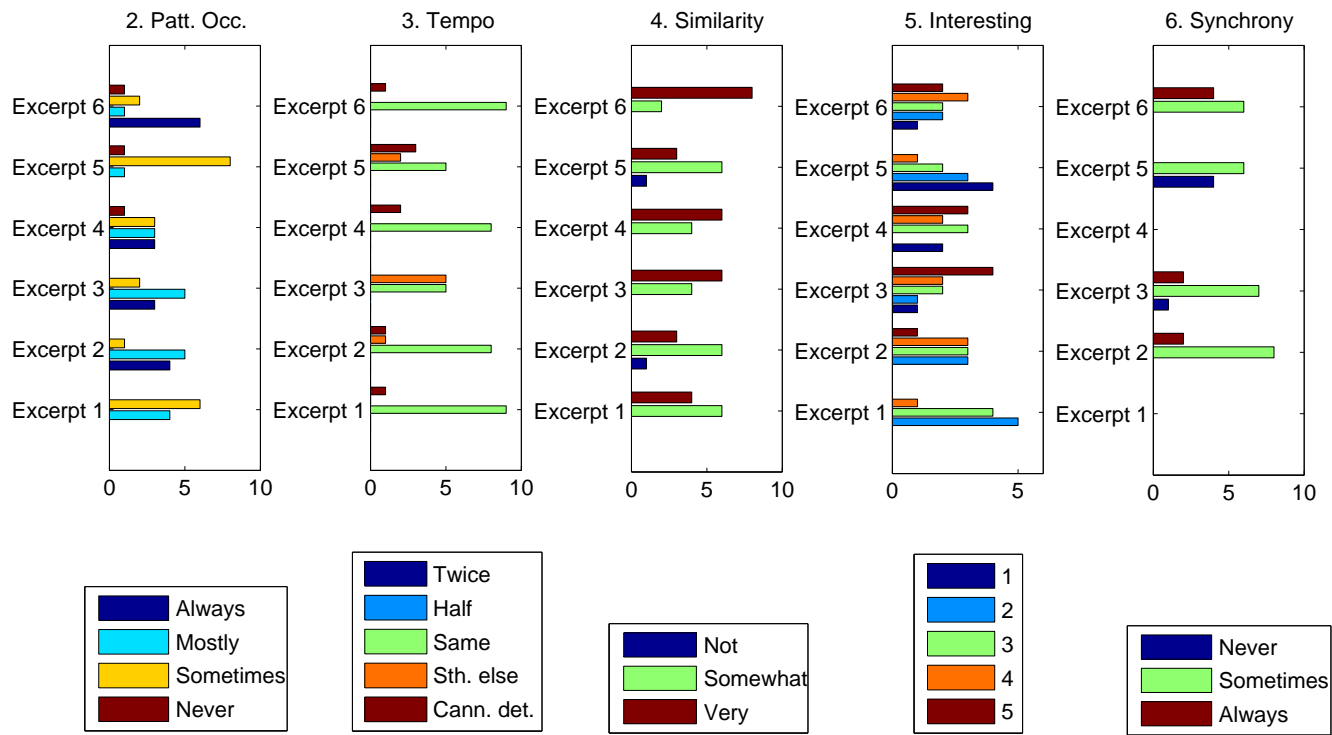 2. Patt. Occ.
Excerpt 6
Excerpt 5
Excerpt 4
Excerpt 3
Excerpt 2
Excerpt 1
0 5 10
Always
Mostly
Sometimes
Never
3. Tempo
Excerpt 6
Excerpt 5
Excerpt 4
Excerpt 3
Excerpt 2
Excerpt 1
0 5 10
Twice
Half
Same
Sth. else
Cann. det.
4. Similarity
Excerpt 6
Excerpt 5
Excerpt 4
Excerpt 3
Excerpt 2
Excerpt 1
0 5 10
Not
Somewhat
Very
5. Interesting
Excerpt 6
Excerpt 5
Excerpt 4
Excerpt 3
Excerpt 2
Excerpt 1
0 5
1
2
3
4
5
6. Synchrony
Excerpt 6
Excerpt 5
Excerpt 4
Excerpt 3
Excerpt 2
Excerpt 1
0 5 10
Never
Sometimes
Always